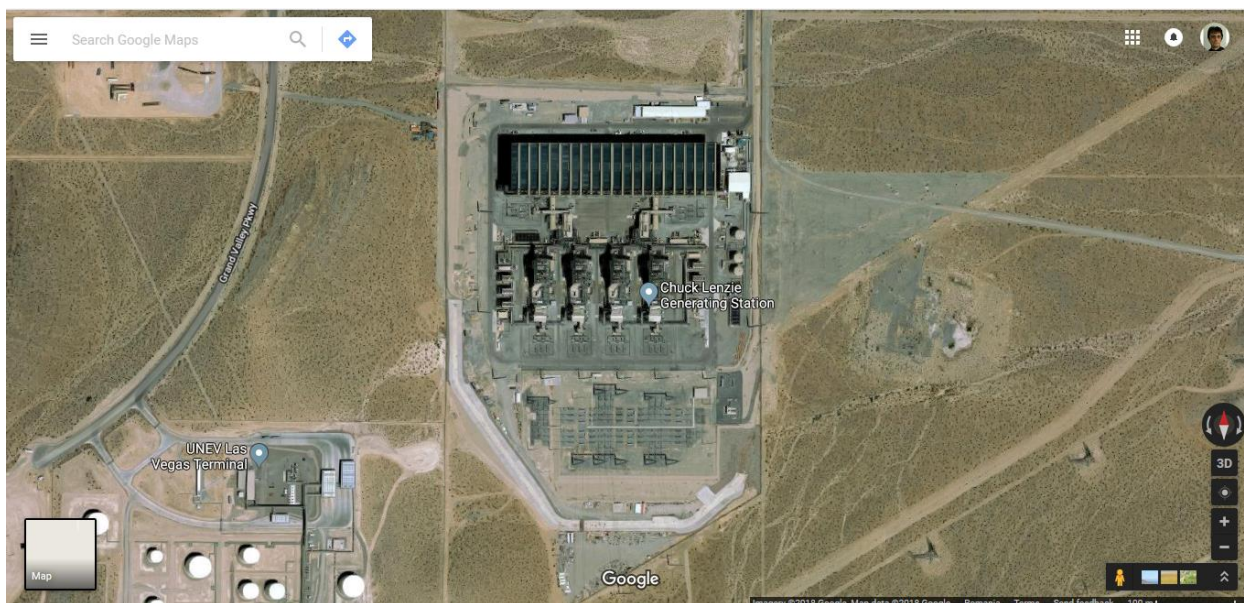 Search Google Maps
Grand Valley Pkwy
Chuck Lenzie
Generating Station
UNEV Las
Vegas Terminal
3D
+
−
Map
Google
Imagery ©2018 Google, Map data ©2018 Google Romania Terms Send feedback 100 m